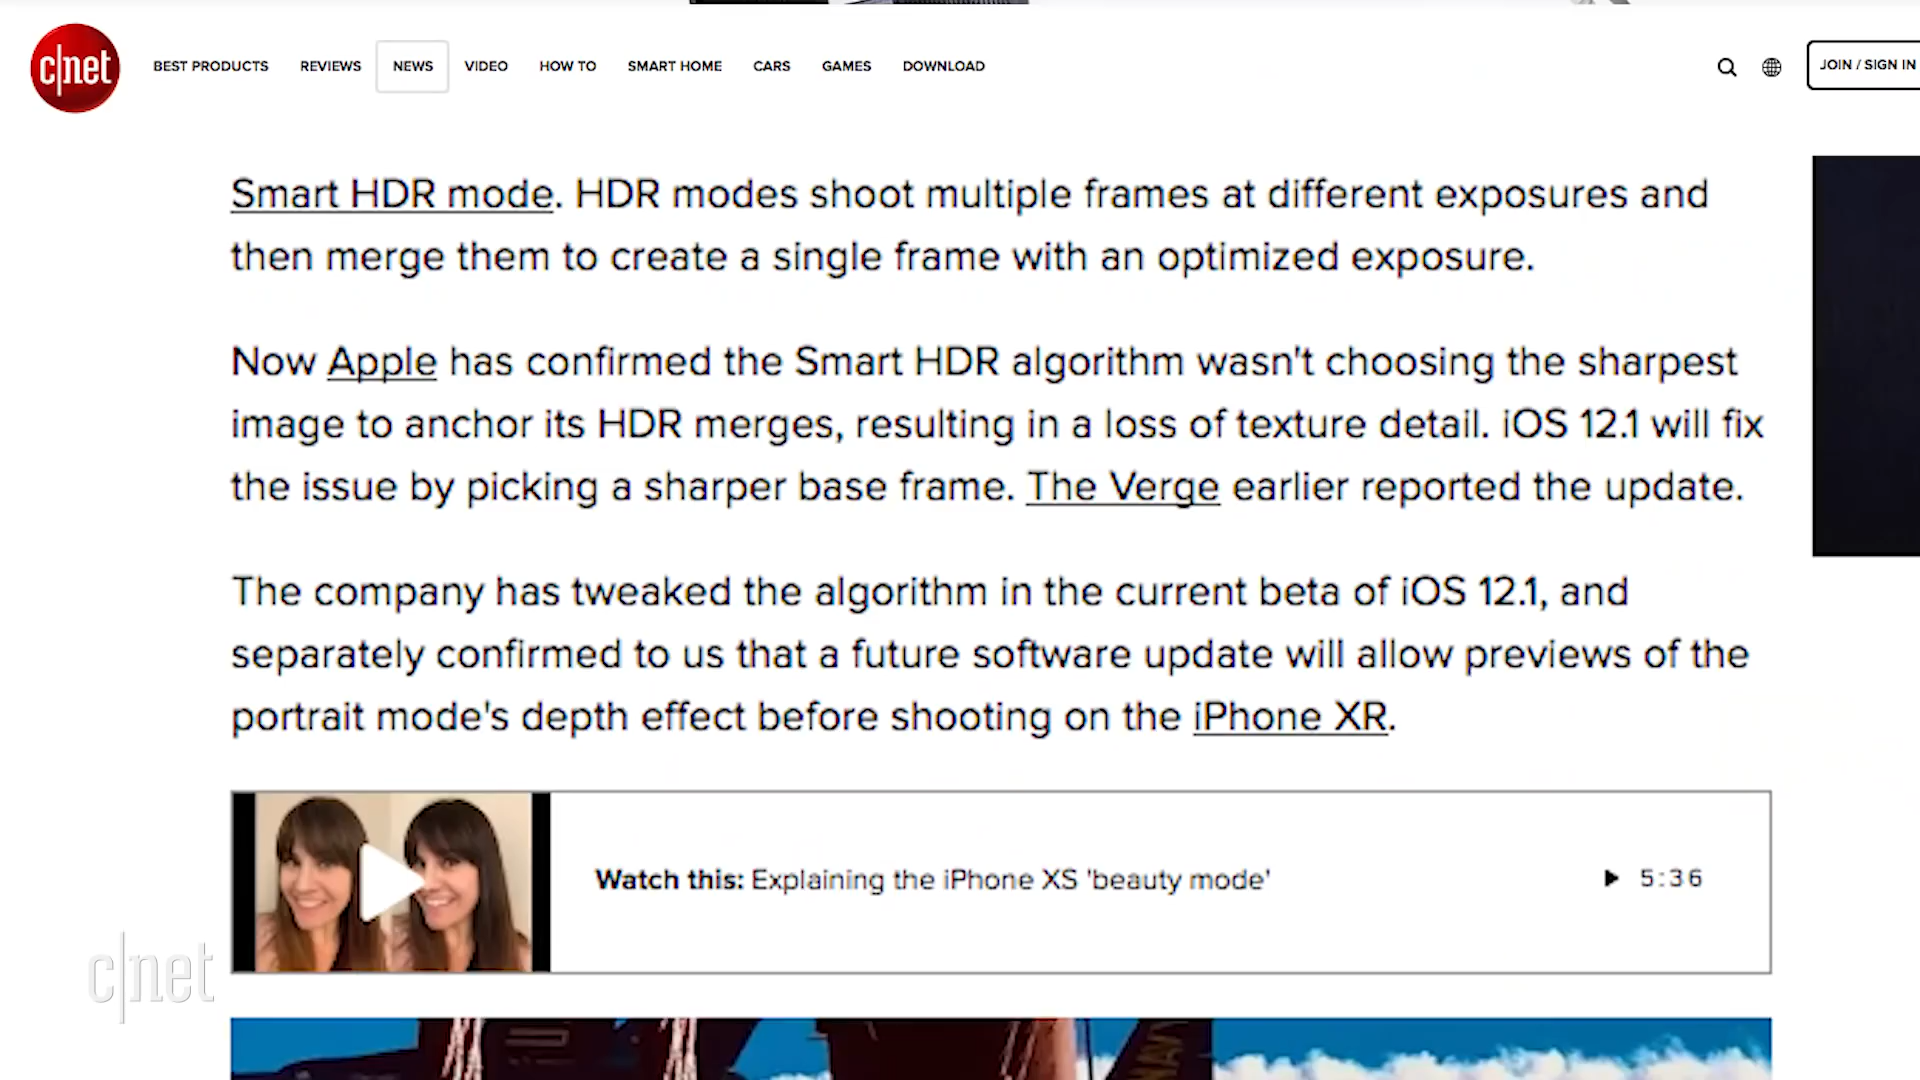 c|net
BEST PRODUCTS REVIEWS NEWS VIDEO HOW TO SMART HOME CARS GAMES DOWNLOAD
JOIN / SIGN IN
Smart HDR mode. HDR modes shoot multiple frames at different exposures and
then merge them to create a single frame with an optimized exposure.
Now Apple has confirmed the Smart HDR algorithm wasn't choosing the sharpest
image to anchor its HDR merges, resulting in a loss of texture detail. iOS 12.1 will fix
the issue by picking a sharper base frame. The Verge earlier reported the update.
The company has tweaked the algorithm in the current beta of iOS 12.1, and
separately confirmed to us that a future software update will allow previews of the
portrait mode's depth effect before shooting on the iPhone XR.
Watch this: Explaining the iPhone XS 'beauty mode' 5:36
c|net
NAVY